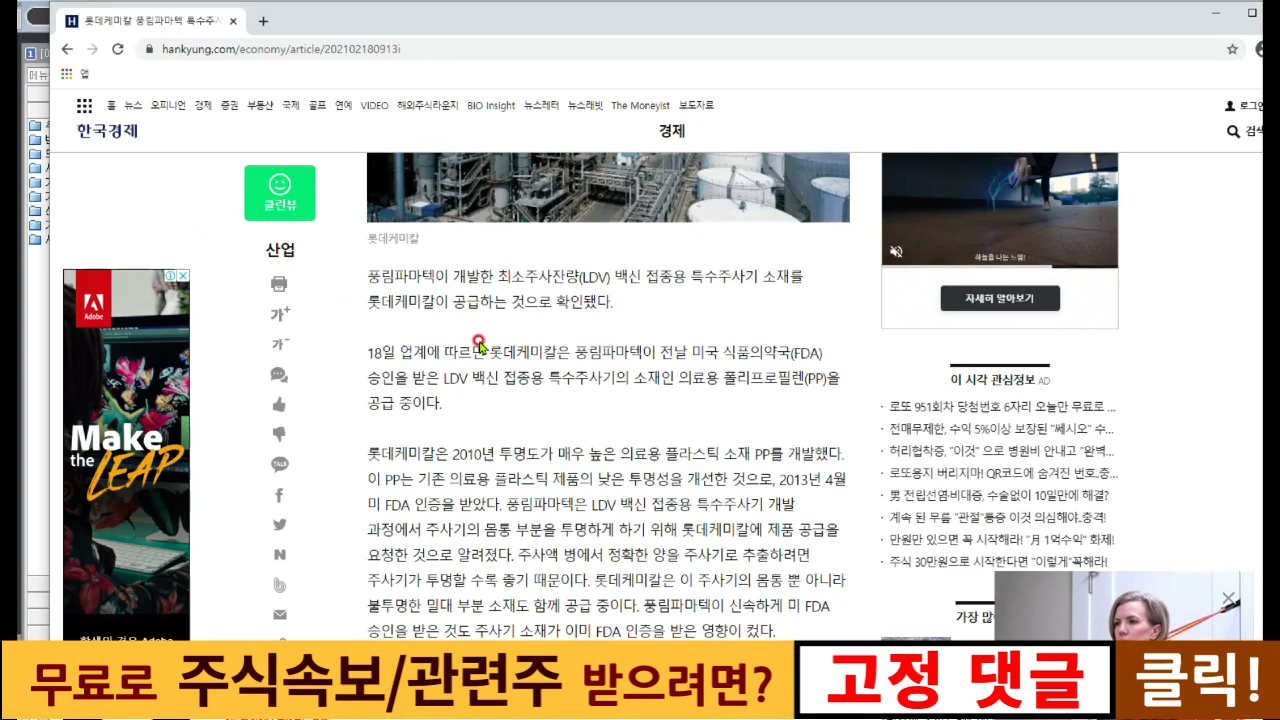 롯데케미칼 풍림파마텍 특수주사
hankyung.com/economy/article/202102180913i
앱
홈 뉴스 오피니언 경제 증권 부동산 국제 골프 연예 VIDEO 해외주식라운지 BIO Insight 뉴스레터 뉴스래빗 The Moneyist 보도자료
로그인
한국경제
경제
검색
클린뷰
산업
가+
가-
TALK
Adobe
Make
the LEAP
롯데케미칼
풍림파마텍이 개발한 최소주사잔량(LDV) 백신 접종용 특수주사기 소재를
롯데케미칼이 공급하는 것으로 확인됐다.
18일 업계에 따르면 롯데케미칼은 풍림파마텍이 전날 미국 식품의약국(FDA)
승인을 받은 LDV 백신 접종용 특수주사기의 소재인 의료용 폴리프로필렌(PP)을
공급 중이다.
롯데케미칼은 2010년 투명도가 매우 높은 의료용 플라스틱 소재 PP를 개발했다.
이 PP는 기존 의료용 플라스틱 제품의 낮은 투명성을 개선한 것으로, 2013년 4월
미 FDA 인증을 받았다. 풍림파마텍은 LDV 백신 접종용 특수주사기 개발
과정에서 주사기의 몸통 부분을 투명하게 하기 위해 롯데케미칼에 제품 공급을
요청한 것으로 알려졌다. 주사액 병에서 정확한 양을 주사기로 추출하려면
주사기가 투명할 수록 좋기 때문이다. 롯데케미칼은 이 주사기의 몸통 뿐 아니라
불투명한 밀대 부분 소재도 함께 공급 중이다. 풍림파마텍이 신속하게 미 FDA
승인을 받은 것도 주사기 소재가 이미 FDA 인증을 받은 영향이 컸다.
하늘을 나는 느낌!
자세히 알아보기
이 시각 관심정보 AD
· 로또 951회차 당첨번호 6자리 오늘만 무료로 ...
· 전매무제한, 수익 5%이상 보장된 "쎄시오" 수...
· 허리협착증, "이것" 으로 병원비 안내고 "완벽...
· 로또용지 버리지마! QR코드에 숨겨진 번호.충...
· 男 전립선염·비대증, 수술없이 10일만에 해결?
· 계속 된 무릎 "관절"통증 이것 의심해야.충격!
· 만원만 있으면 꼭 시작해라! "月 1억수익" 화제!
· 주식 30만원으로 시작한다면 "이렇게"꼭해라!
가장 많
무료로 주식속보/관련주 받으려면? 고정 댓글 클릭!